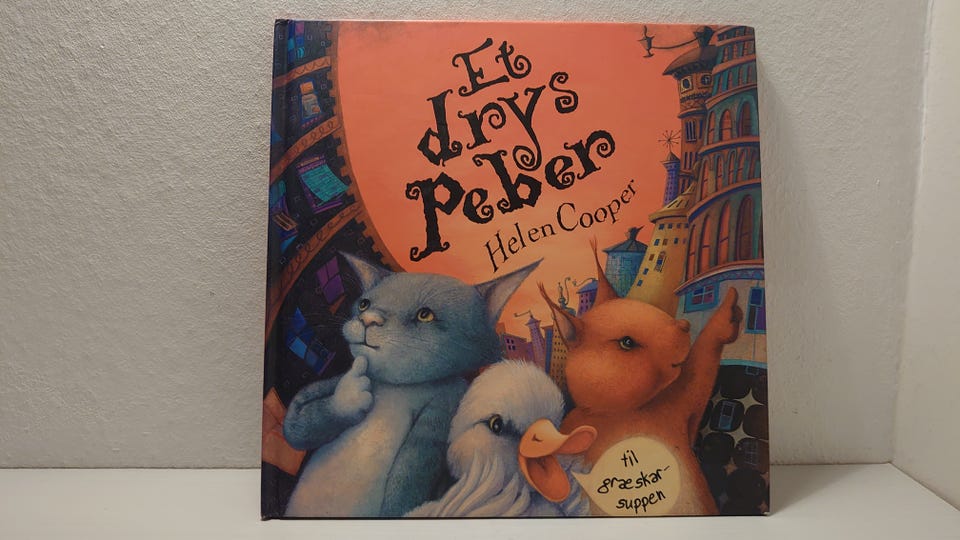 Et
drys
Peber
Helen Cooper
til
græskar-
suppen